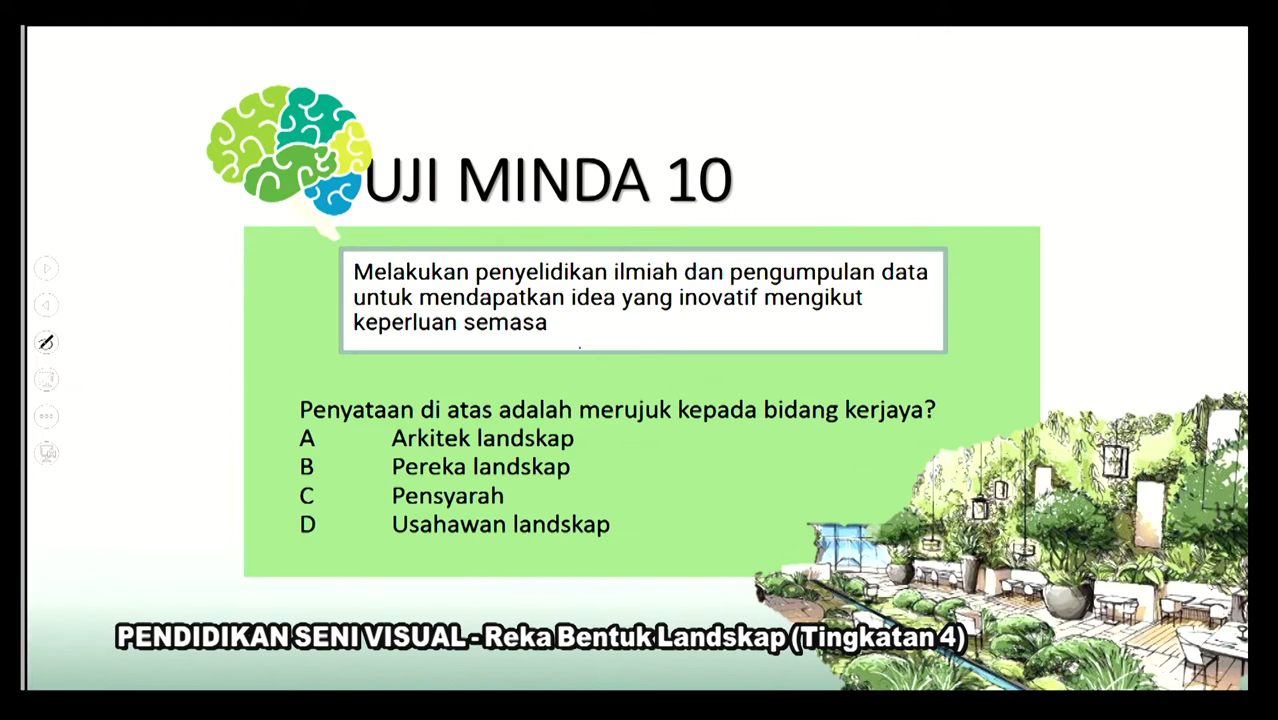 UJI MINDA 10
Melakukan penyelidikan ilmiah dan pengumpulan data
untuk mendapatkan idea yang inovatif mengikut
keperluan semasa
Penyataan di atas adalah merujuk kepada bidang kerjaya?
A Arkitek landskap
B Pereka landskap
C Pensyarah
D Usahawan landskap
PENDIDIKAN SENI VISUAL - Reka Bentuk Landskap (Tingkatan 4)